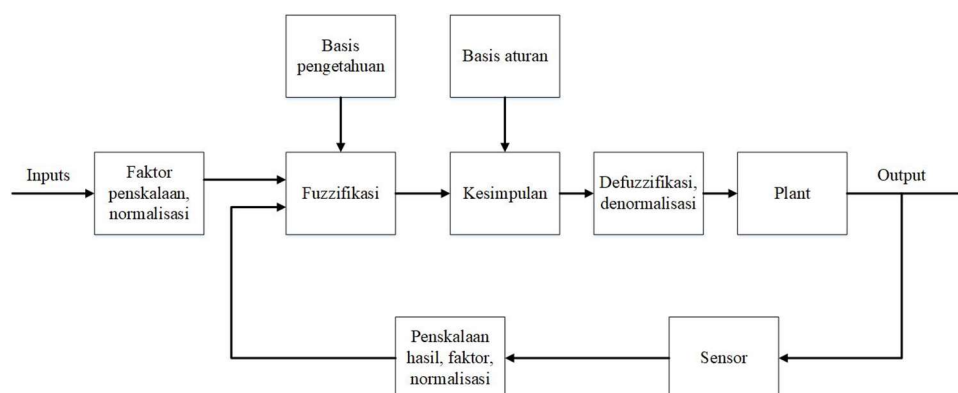 Basis
pengetahuan
Basis aturan
Inputs
Faktor
penskalaan,
normalisasi
Fuzzifikasi
Kesimpulan
Defuzzifikasi,
denormalisasi
Plant
Output
Penskalaan
hasil, faktor,
normalisasi
Sensor